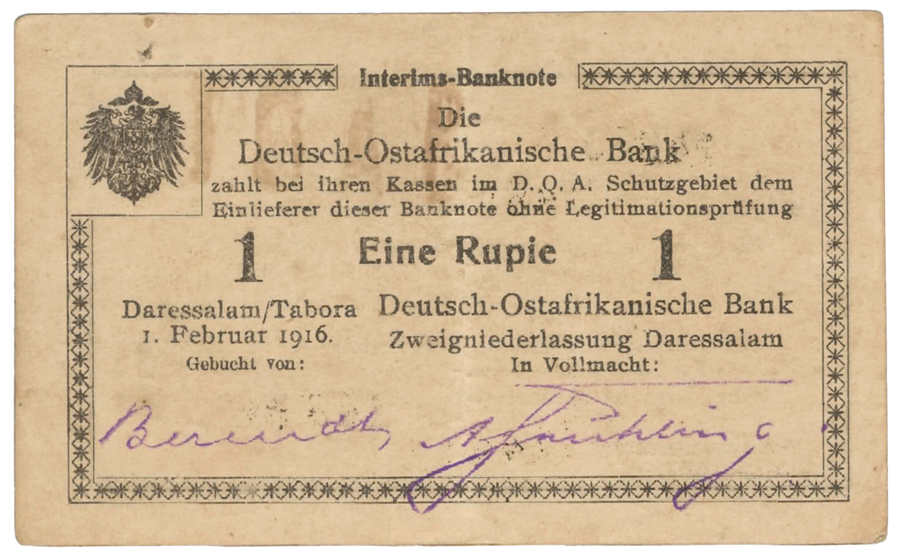 Interims-Banknote
Die
Deutsch-Ostafrikanische Bank
zahlt bei ihren Kassen im D. O. A. Schutzgebiet dem
Einlieferer dieser Banknote ohne Legitimationsprüfung
1 Eine Rupie 1
Daressalam/Tabora
1. Februar 1916.
Gebucht von:
Deutsch-Ostafrikanische Bank
Zweigniederlassung Daressalam
In Vollmacht:
Berendt